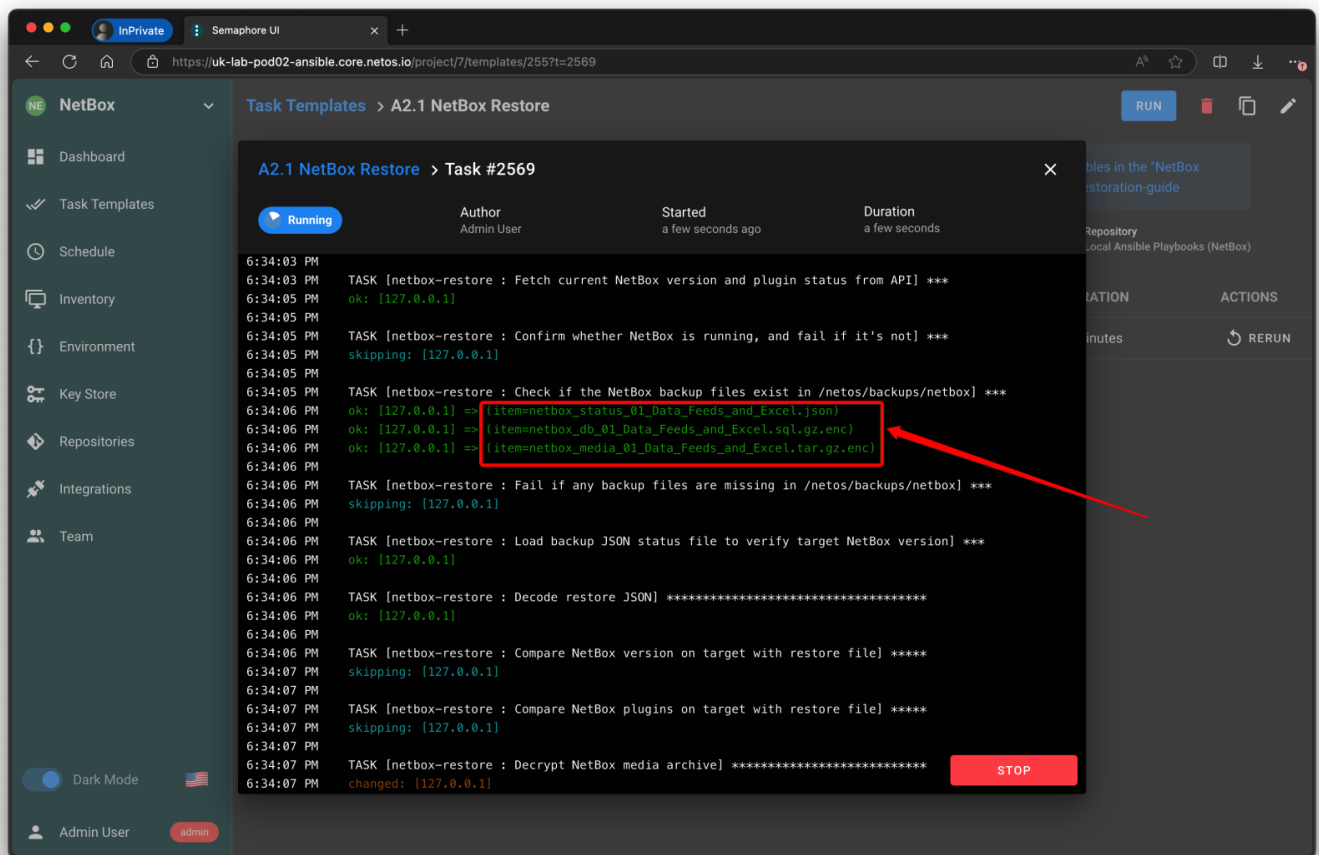 InPrivate
Semaphore UI
https://uk-lab-pod02-ansible.core.netos.io/project/7/templates/255?t=2569
NE NetBox
Task Templates > A2.1 NetBox Restore
RUN
Dashboard
Task Templates
Schedule
Inventory
Environment
Key Store
Repositories
Integrations
Team
Dark Mode
Admin User admin
bles in the "NetBox
storation-guide
Repository
Local Ansible Playbooks (NetBox)
RATION ACTIONS
inutes RERUN
A2.1 NetBox Restore > Task #2569
Running
Author
Admin User
Started
a few seconds ago
Duration
a few seconds
6:34:03 PM
6:34:03 PM TASK [netbox-restore : Fetch current NetBox version and plugin status from API] ***
6:34:05 PM ok: [127.0.0.1]
6:34:05 PM
6:34:05 PM TASK [netbox-restore : Confirm whether NetBox is running, and fail if it's not] ***
6:34:05 PM skipping: [127.0.0.1]
6:34:05 PM
6:34:05 PM TASK [netbox-restore : Check if the NetBox backup files exist in /netos/backups/netbox] ***
6:34:06 PM ok: [127.0.0.1] => (item=netbox_status_01_Data_Feeds_and_Excel.json)
6:34:06 PM ok: [127.0.0.1] => (item=netbox_db_01_Data_Feeds_and_Excel.sql.gz.enc)
6:34:06 PM ok: [127.0.0.1] => (item=netbox_media_01_Data_Feeds_and_Excel.tar.gz.enc)
6:34:06 PM
6:34:06 PM TASK [netbox-restore : Fail if any backup files are missing in /netos/backups/netbox] ***
6:34:06 PM skipping: [127.0.0.1]
6:34:06 PM
6:34:06 PM TASK [netbox-restore : Load backup JSON status file to verify target NetBox version] ***
6:34:06 PM ok: [127.0.0.1]
6:34:06 PM
6:34:06 PM TASK [netbox-restore : Decode restore JSON] ************************************
6:34:06 PM ok: [127.0.0.1]
6:34:06 PM
6:34:06 PM TASK [netbox-restore : Compare NetBox version on target with restore file] *****
6:34:07 PM skipping: [127.0.0.1]
6:34:07 PM
6:34:07 PM TASK [netbox-restore : Compare NetBox plugins on target with restore file] *****
6:34:07 PM skipping: [127.0.0.1]
6:34:07 PM
6:34:07 PM TASK [netbox-restore : Decrypt NetBox media archive] ***************************
6:34:07 PM changed: [127.0.0.1]
STOP